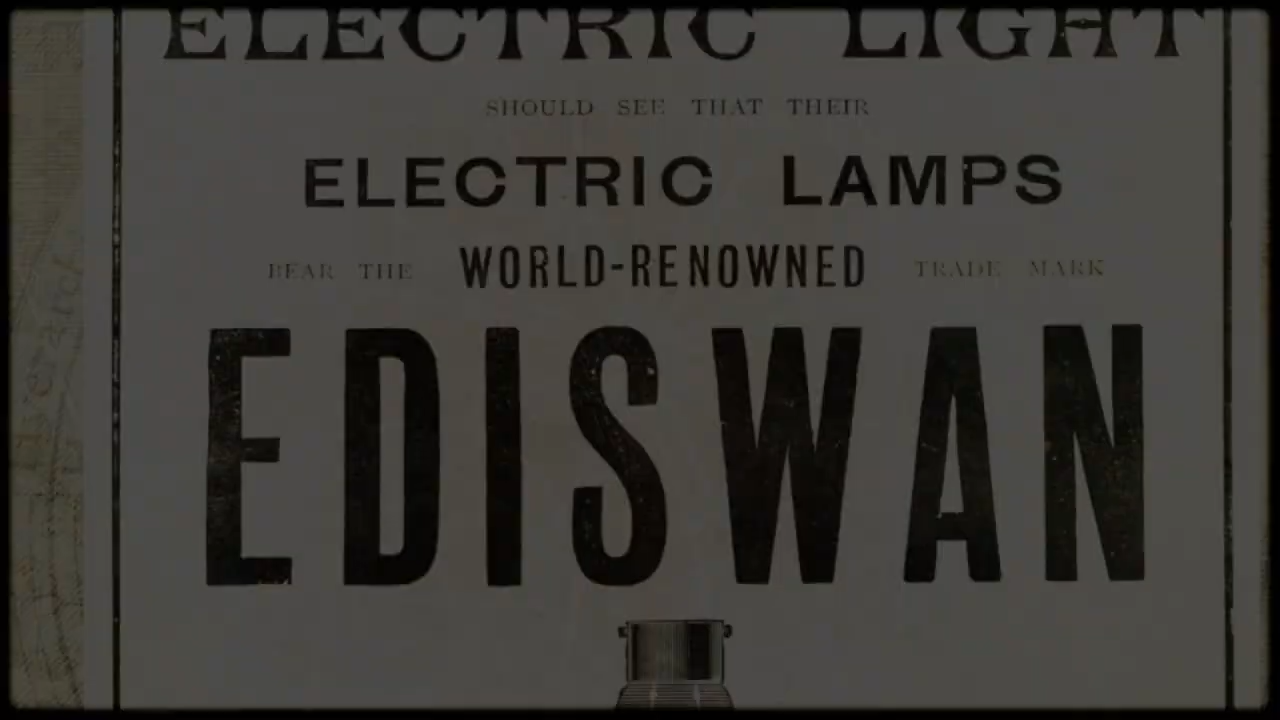 ELECTRIC LIGHT
SHOULD SEE THAT THEIR
ELECTRIC LAMPS
BEAR THE WORLD-RENOWNED TRADE MARK
EDISWAN